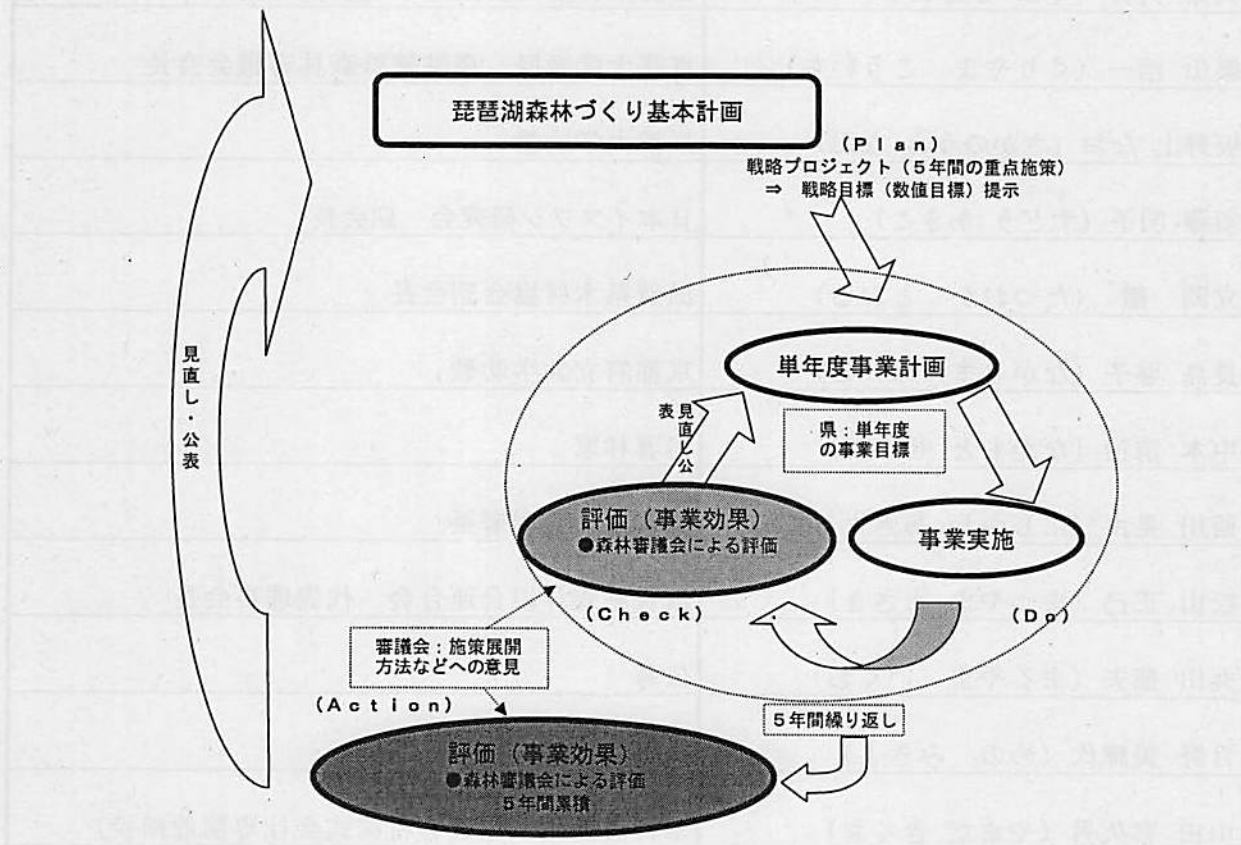 琵琶湖森林づくり基本計画
(Plan)
戦略プロジェクト(5年間の重点施策)
⇒ 戦略目標(数値目標)提示
単年度事業計画
県:単年度
の事業目標
見直し公
表
見直し・公表
評価(事業効果)
●森林審議会による評価
事業実施
(Check)
(Do)
審議会:施策展開
方法などへの意見
(Action)
5年間繰り返し
評価(事業効果)
●森林審議会による評価
5年間累積